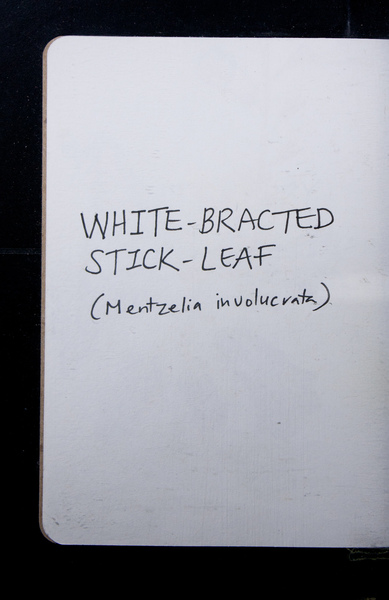 WHITE-BRACTED
STICK-LEAF
(Mentzelia involucrata)